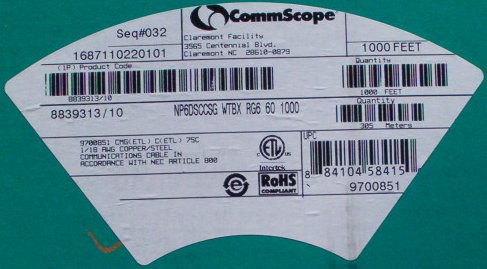 CommScope
Seq#032
Claremont Facility
3565 Centennial Blvd.
Claremont NC 28610-0879
1687110220101
1000 FEET
(1P) Product Code
Quantity
8839313/10
1000 FEET
8839313/10
NP6DSCCSG WTBX RG6 60 1000
Quantity
305 Meters
9700851 CMG(ETL) C(ETL) 75C
1/18 AWG COPPER/STEEL
COMMUNICATIONS CABLE IN
ACCORDANCE WITH NEC ARTICLE 800
ETL
Intertek
RoHS
COMPLIANT
UPC
8 84104 58415
9700851